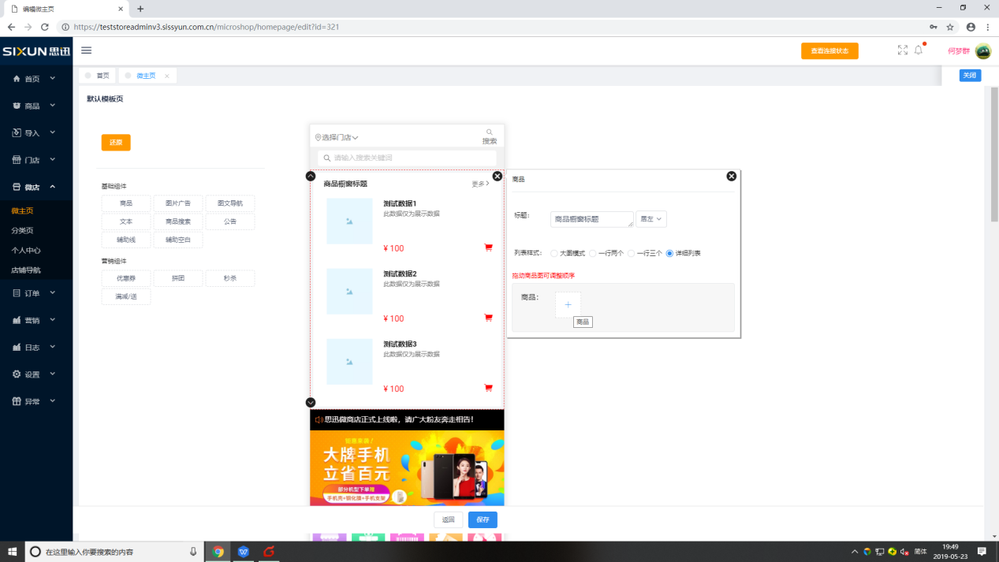 编辑微主页
https://teststoreadminv3.sissyun.com.cn/microshop/homepage/edit?id=321
SIXUN思迅
查看连接状态
何梦群
首页
微主页
关闭
首页
商品
导入
门店
微店
微主页
分类页
个人中心
店铺导航
订单
营销
日志
设置
异常
默认模板页
还原
基础组件
商品
图片广告
图文导航
文本
商品搜索
公告
辅助线
辅助空白
营销组件
优惠券
拼团
秒杀
满减/送
选择门店
搜索
请输入搜索关键词
商品橱窗标题
更多
测试数据1
此数据仅为展示数据
¥ 100
测试数据2
此数据仅为展示数据
¥ 100
测试数据3
此数据仅为展示数据
¥ 100
思迅微商店正式上线啦，请广大粉友奔走相告！
钜惠来袭！
大牌手机
立省百元
部分机型下单赠
手机壳+钢化膜+手机支架
返回
保存
商品
标题：
商品橱窗标题
居左
列表样式：
大图模式
一行两个
一行三个
详细列表
拖动商品图可调整顺序
商品：
商品
在这里输入你要搜索的内容
简体
19:49
2019-05-23